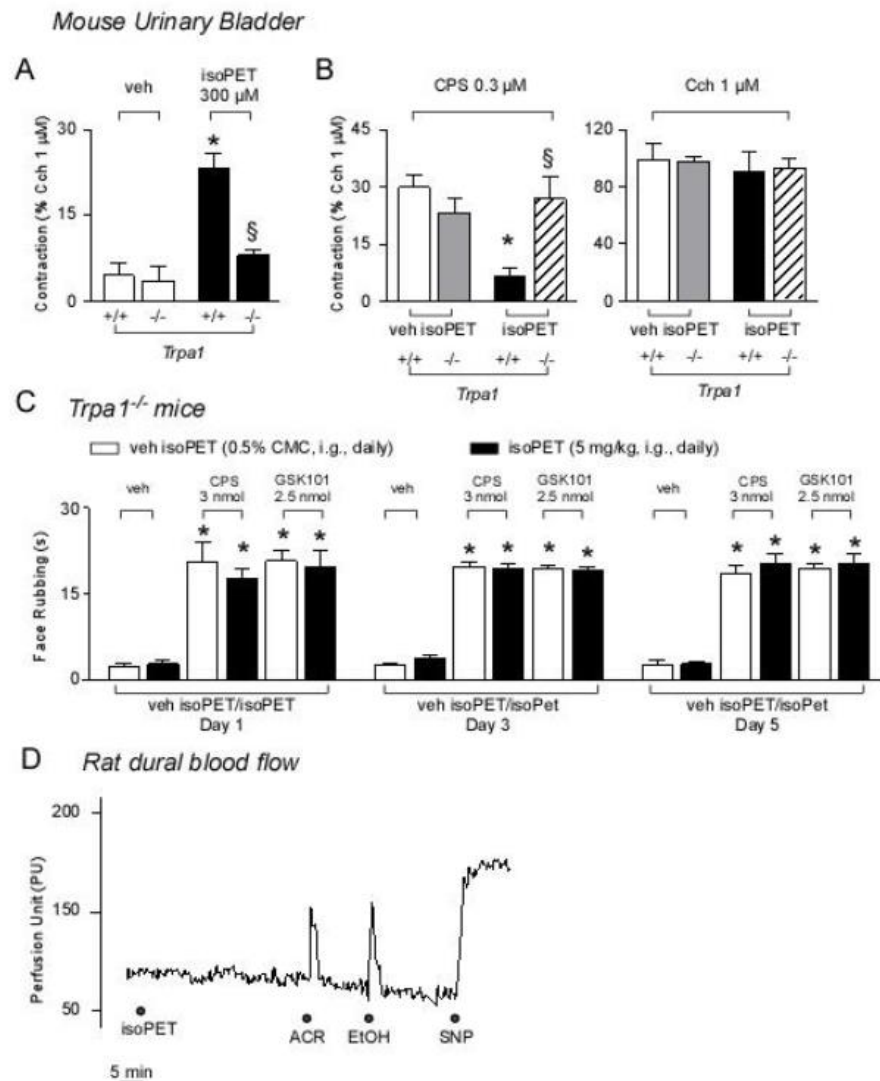 Mouse Urinary Bladder
A
veh
isoPET
300 µM
Contraction (% Cch 1 µM)
30
15
0
*
§
+/+ -/- +/+ -/-
Trpa1
B
CPS 0.3 µM
Contraction (% Cch 1 µM)
45
30
15
0
*
§
veh isoPET isoPET
+/+ -/- +/+ -/-
Trpa1
Cch 1 µM
120
80
40
0
veh isoPET isoPET
+/+ -/- +/+ -/-
Trpa1
C Trpa1-/- mice
veh isoPET (0.5% CMC, i.g., daily) isoPET (5 mg/kg, i.g., daily)
Face Rubbing (s)
30
15
0
veh CPS GSK101 veh CPS GSK101 veh CPS GSK101
3 nmol 2.5 nmol 3 nmol 2.5 nmol 3 nmol 2.5 nmol
* * * * * * * * * * * *
veh isoPET/isoPET veh isoPET/isoPet veh isoPET/isoPet
Day 1 Day 3 Day 5
D Rat dural blood flow
Perfusion Unit (PU)
200
150
50
isoPET ACR EtOH SNP
5 min